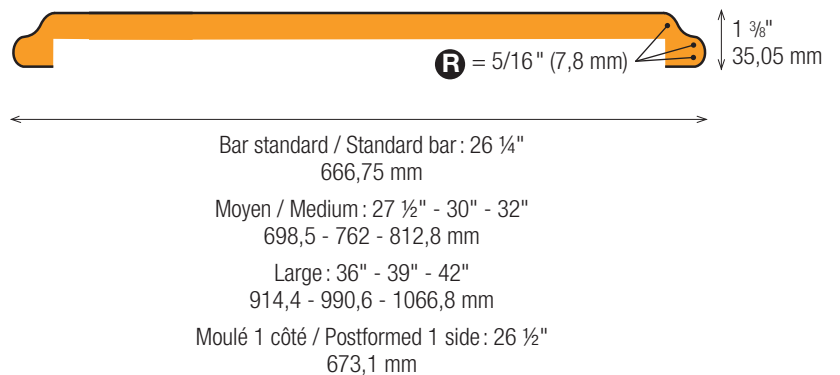 1 ⅜"
35,05 mm
R = 5/16" (7,8 mm)
Bar standard / Standard bar : 26 ¼"
666,75 mm
Moyen / Medium : 27 ½" - 30" - 32"
698,5 - 762 - 812,8 mm
Large : 36" - 39" - 42"
914,4 - 990,6 - 1066,8 mm
Moulé 1 côté / Postformed 1 side : 26 ½"
673,1 mm